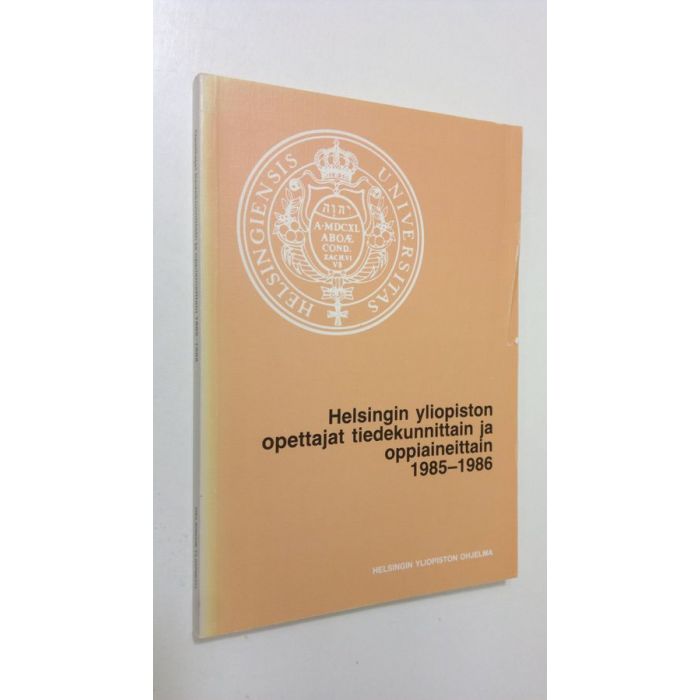 UNIVERSITAS HELSINGIENSIS
יהוה
A·MDCXL
ABOÆ
COND.
ZACH.VI
V8
Helsingin yliopiston
opettajat tiedekunnittain ja
oppiaineittain
1985–1986
HELSINGIN YLIOPISTON OHJELMA